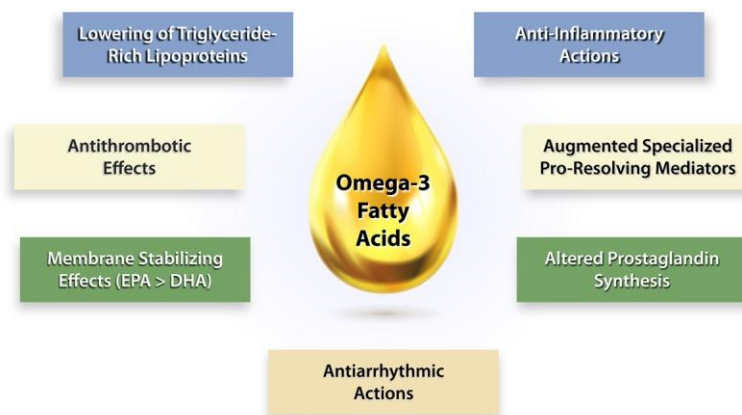 Lowering of Triglyceride-
Rich Lipoproteins
Anti-Inflammatory
Actions
Antithrombotic
Effects
Omega-3
Fatty
Acids
Augmented Specialized
Pro-Resolving Mediators
Membrane Stabilizing
Effects (EPA > DHA)
Altered Prostaglandin
Synthesis
Antiarrhythmic
Actions